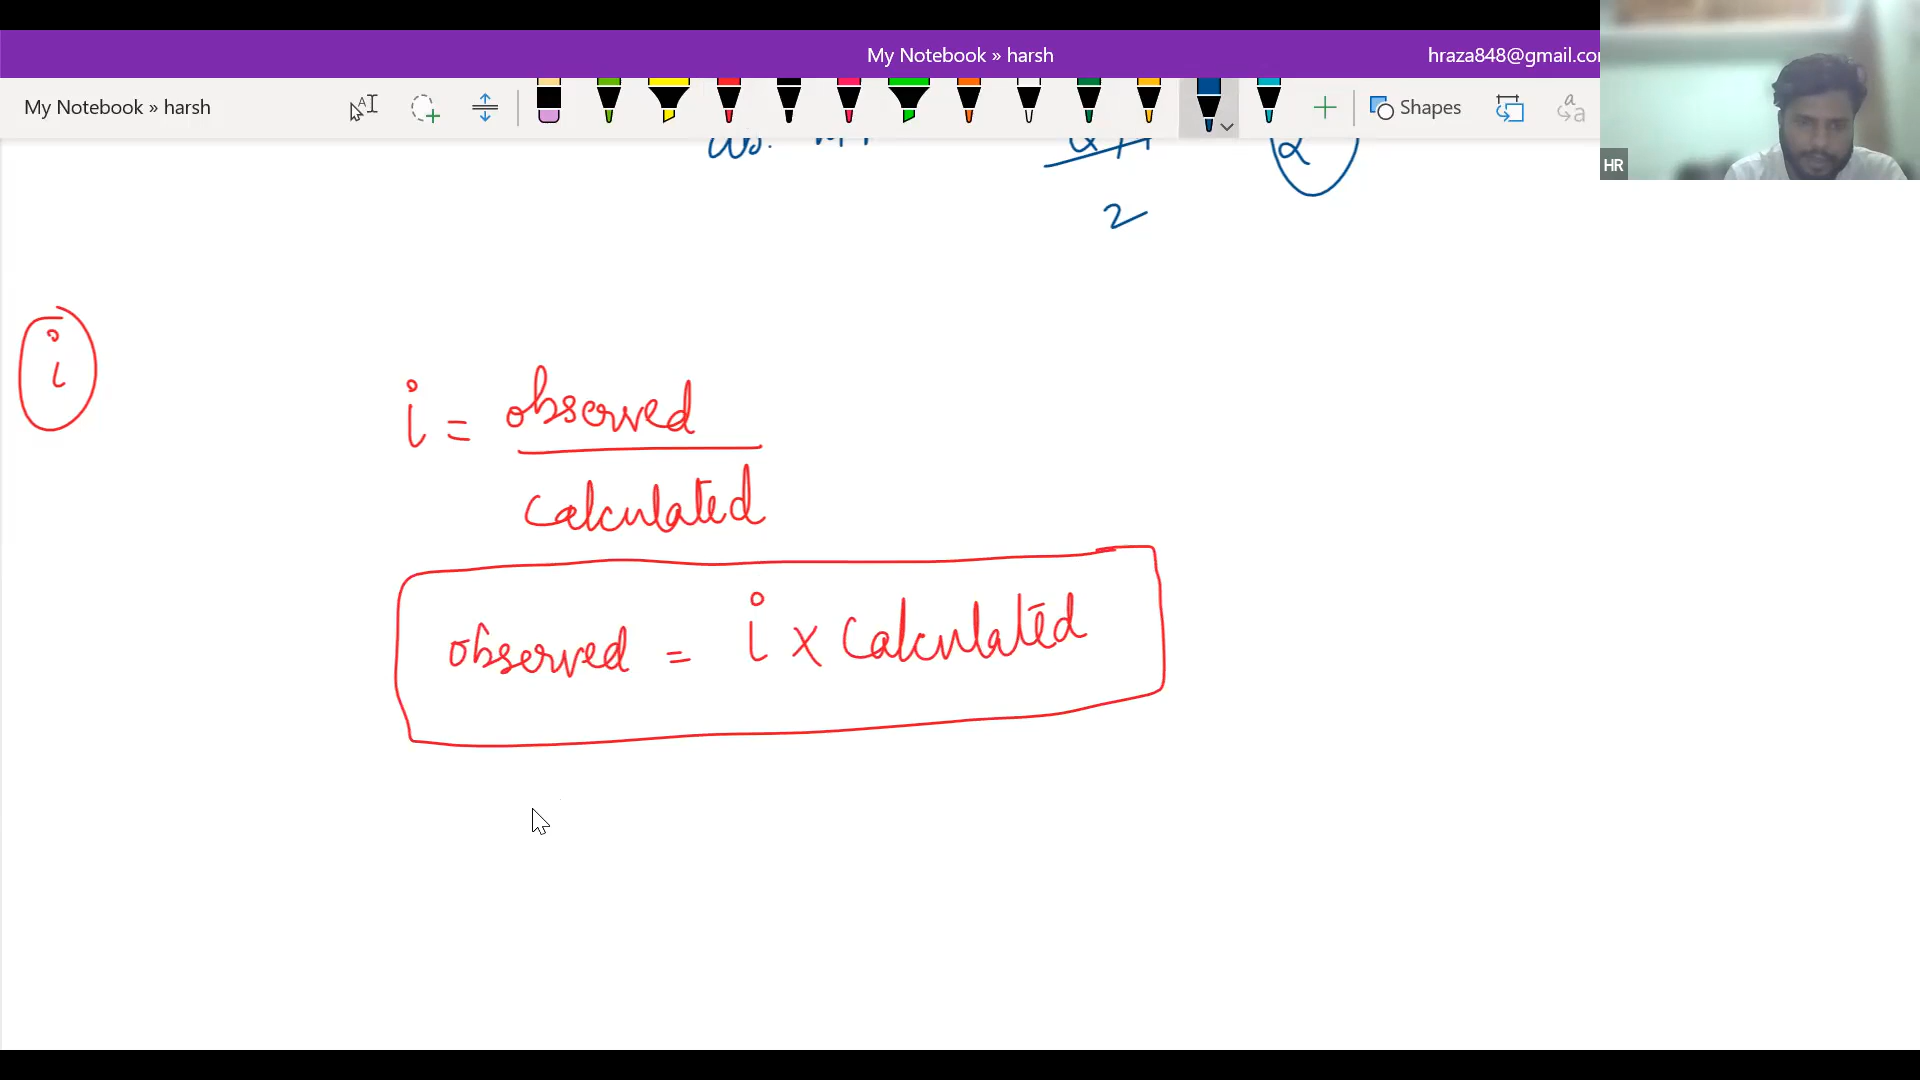 My Notebook » harsh
hraza848@gmail.co
My Notebook » harsh
Shapes
HR
α
2
i
i = observed
calculated
observed = i x calculated